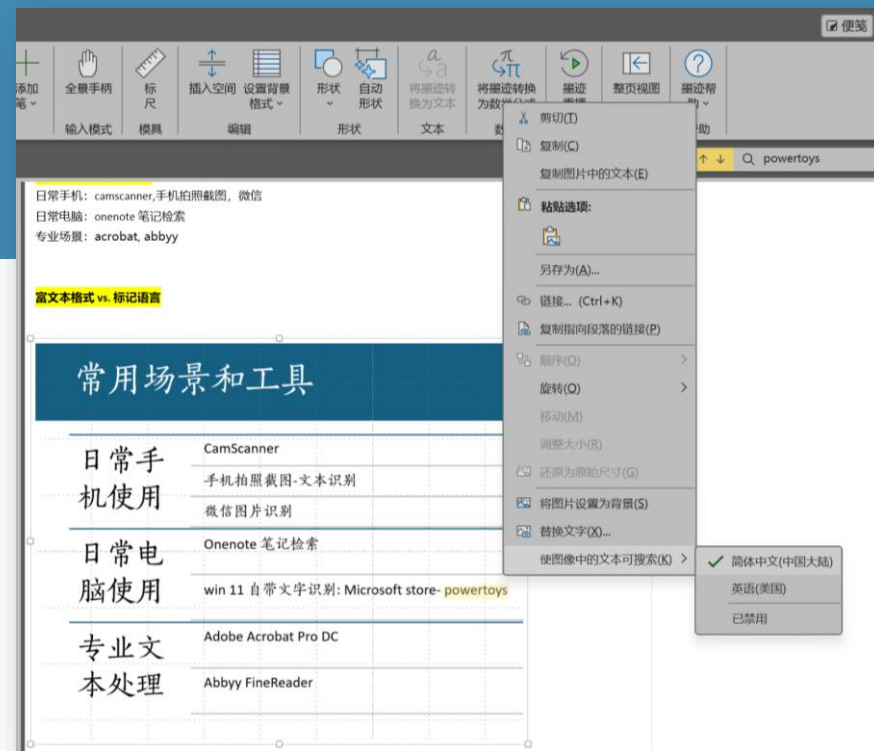 便笺
添加
笔
全景手柄
标
尺
插入空间
设置背景
格式
形状
自动
形状
将墨迹转
换为文本
将墨迹转换
墨迹
整页视图
墨迹帮
助
输入模式
模具
编辑
形状
文本
powertoys
日常手机：camscanner,手机拍照截图，微信
日常电脑：onenote 笔记检索
专业场景：acrobat, abbyy
富文本格式 vs. 标记语言
常用场景和工具
日常手
机使用
CamScanner
手机拍照截图-文本识别
微信图片识别
日常电
脑使用
Onenote 笔记检索
win 11 自带文字识别: Microsoft store- powertoys
专业文
本处理
Adobe Acrobat Pro DC
Abbyy FineReader
剪切(T)
复制(C)
复制图片中的文本(E)
粘贴选项:
另存为(A)...
链接... (Ctrl+K)
复制指向段落的链接(P)
顺序(O)
旋转(O)
移动(M)
调整大小(R)
还原为原始尺寸(G)
将图片设置为背景(S)
替换文字(X)...
使图像中的文本可搜索(K)
简体中文(中国大陆)
英语(美国)
已禁用